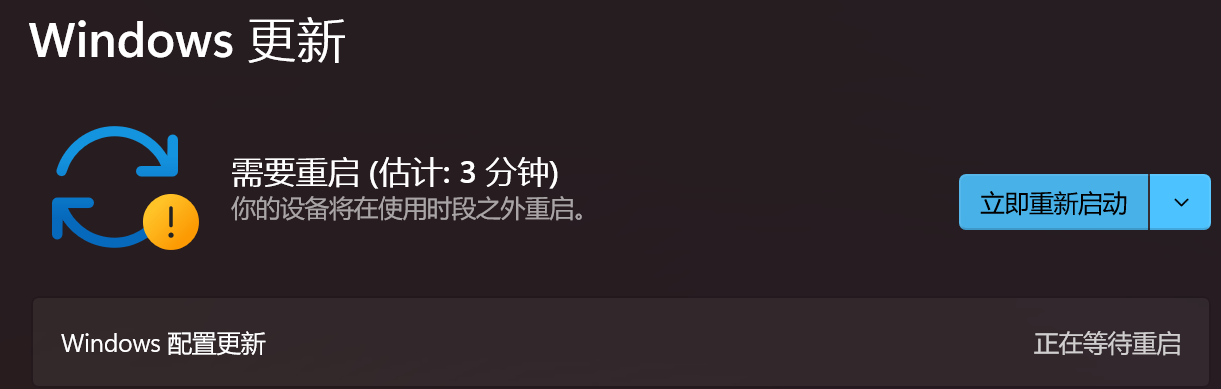 Windows 更新
需要重启 (估计: 3 分钟)
你的设备将在使用时段之外重启。
立即重新启动
Windows 配置更新
正在等待重启